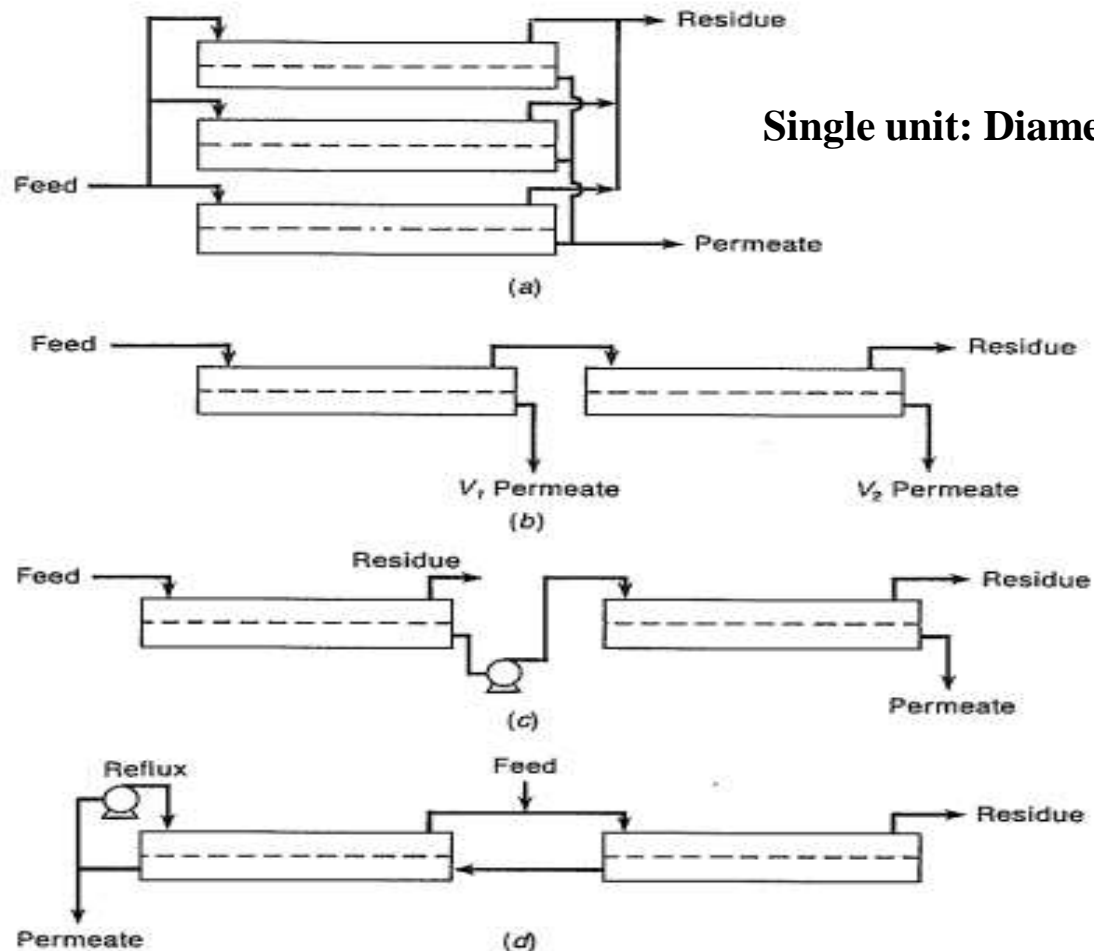 Residue
Single unit: Diame
Feed
Permeate
(a)
Feed
Residue
V₁ Permeate
V₂ Permeate
(b)
Feed
Residue
Residue
Permeate
(c)
Reflux
Feed
Residue
Permeate
(d)